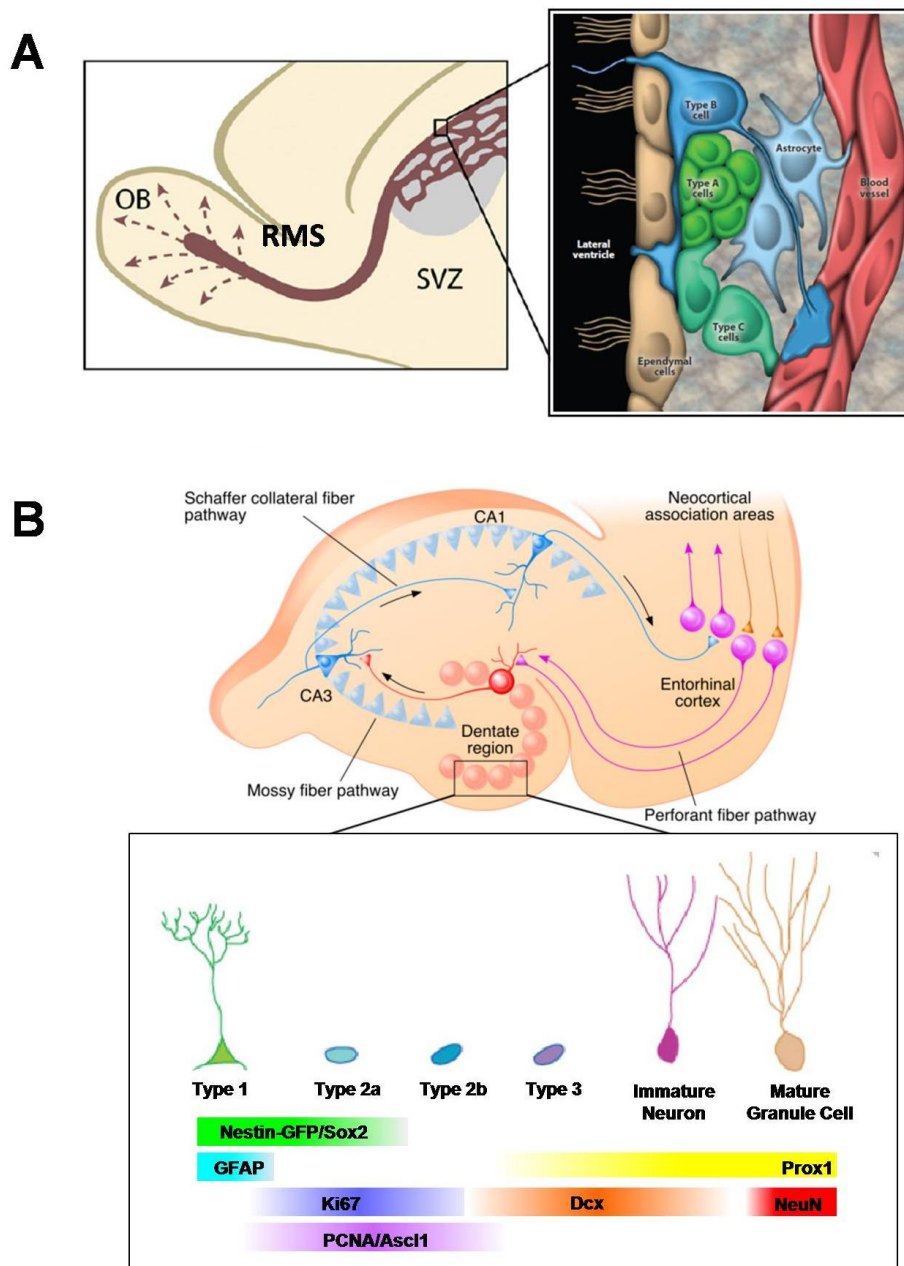 A
OB
RMS
SVZ
Type B
cell
Astrocyte
Type A
cells
Blood
vessel
Lateral
ventricle
Type C
cells
Ependymal
cells
B
Schaffer collateral fiber
pathway
CA1
Neocortical
association areas
CA3
Entorhinal
cortex
Dentate
region
Mossy fiber pathway
Perforant fiber pathway
Type 1
Type 2a
Type 2b
Type 3
Immature
Neuron
Mature
Granule Cell
Nestin-GFP/Sox2
GFAP
Prox1
Ki67
Dcx
NeuN
PCNA/Ascl1